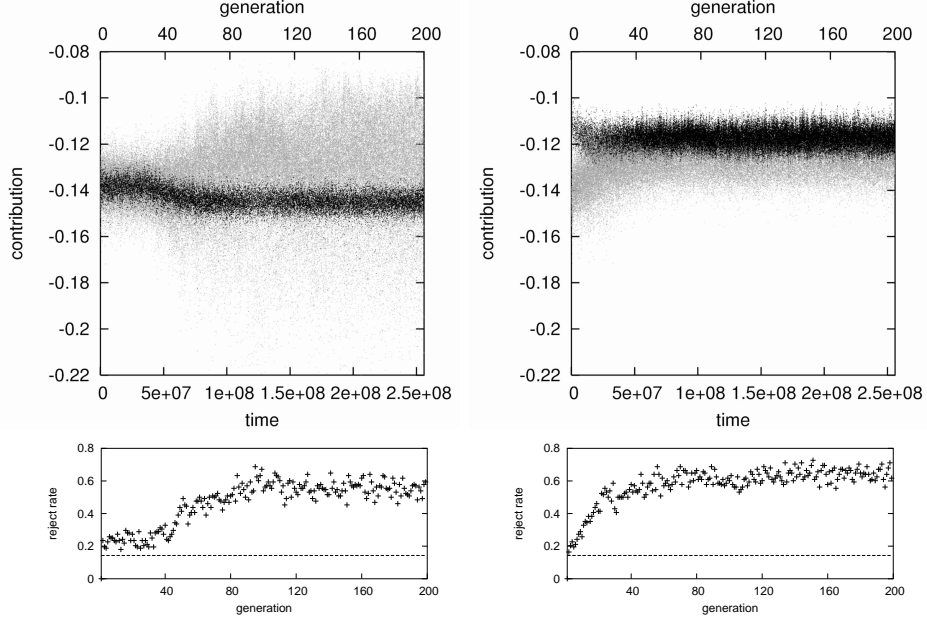 generation
0 40 80 120 160 200
-0.08
-0.1
-0.12
-0.14
-0.16
-0.18
-0.2
-0.22
contribution
0 5e+07 1e+08 1.5e+08 2e+08 2.5e+08
time
generation
0 40 80 120 160 200
-0.08
-0.1
-0.12
-0.14
-0.16
-0.18
-0.2
-0.22
contribution
0 5e+07 1e+08 1.5e+08 2e+08 2.5e+08
time
0.8
0.6
0.4
0.2
0
reject rate
40 80 120 160 200
generation
0.8
0.6
0.4
0.2
0
reject rate
40 80 120 160 200
generation